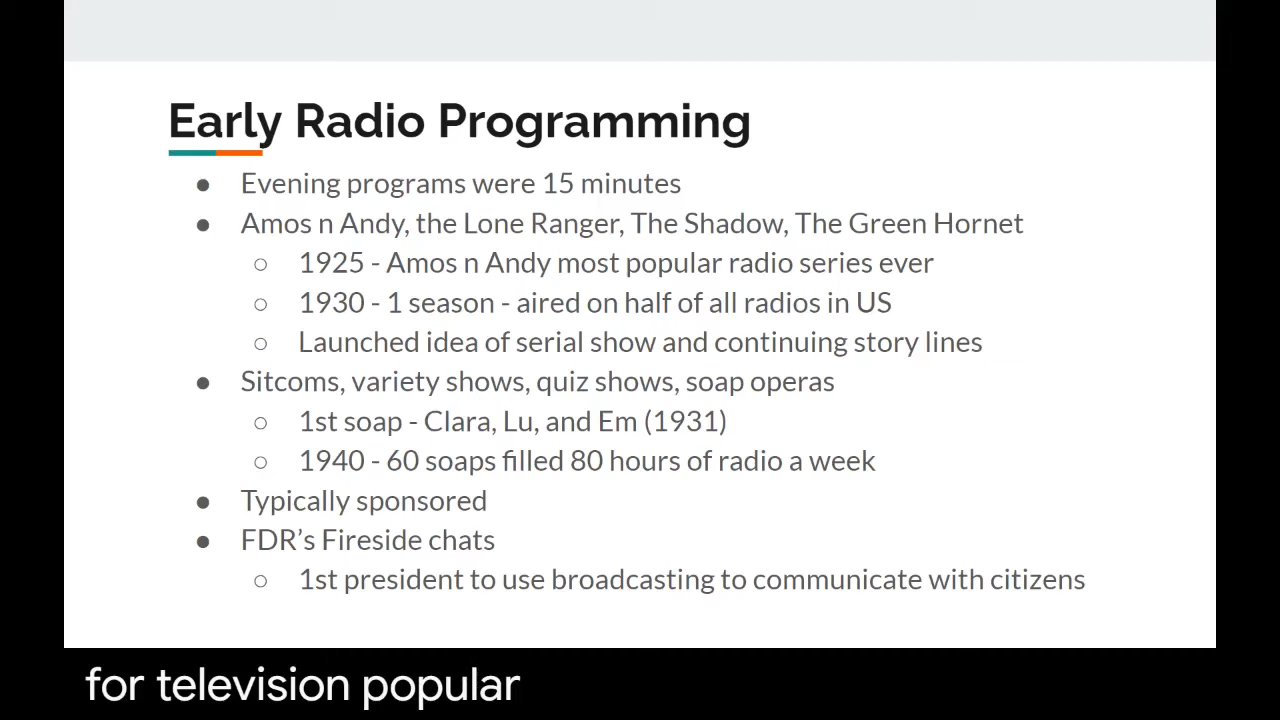 Early Radio Programming
● Evening programs were 15 minutes
● Amos n Andy, the Lone Ranger, The Shadow, The Green Hornet
○ 1925 - Amos n Andy most popular radio series ever
○ 1930 - 1 season - aired on half of all radios in US
○ Launched idea of serial show and continuing story lines
● Sitcoms, variety shows, quiz shows, soap operas
○ 1st soap - Clara, Lu, and Em (1931)
○ 1940 - 60 soaps filled 80 hours of radio a week
● Typically sponsored
● FDR’s Fireside chats
○ 1st president to use broadcasting to communicate with citizens
for television popular